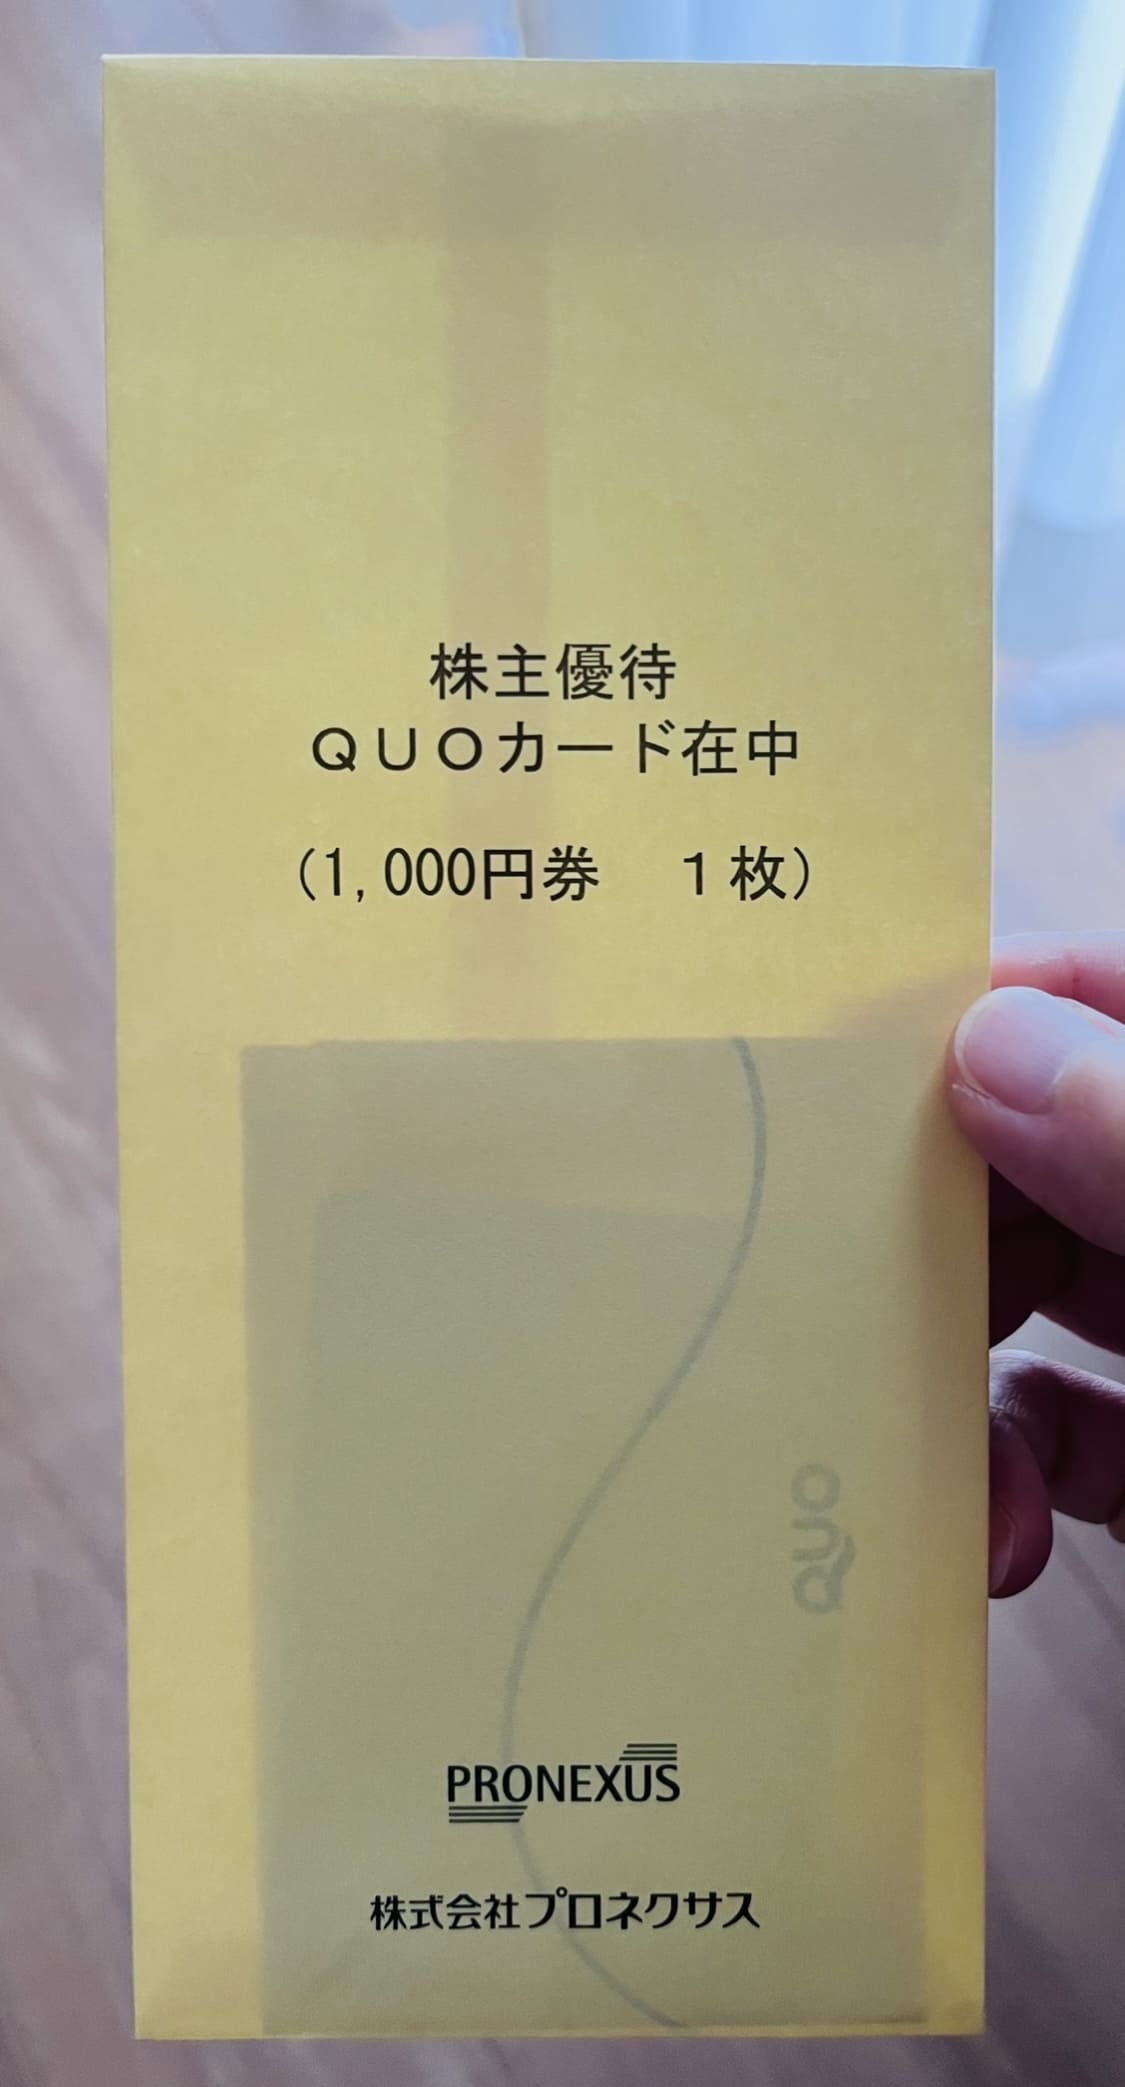 株主優待
ＱＵＯカード在中
(1,000円券　１枚)
QUO
PRONEXUS
株式会社プロネクサス